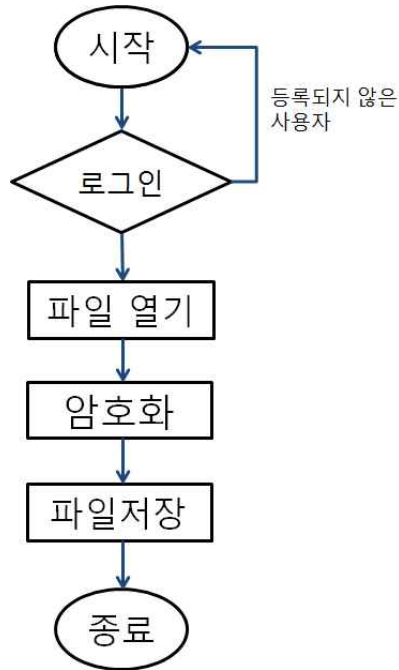 시작
등록되지 않은
사용자
로그인
파일 열기
암호화
파일저장
종료